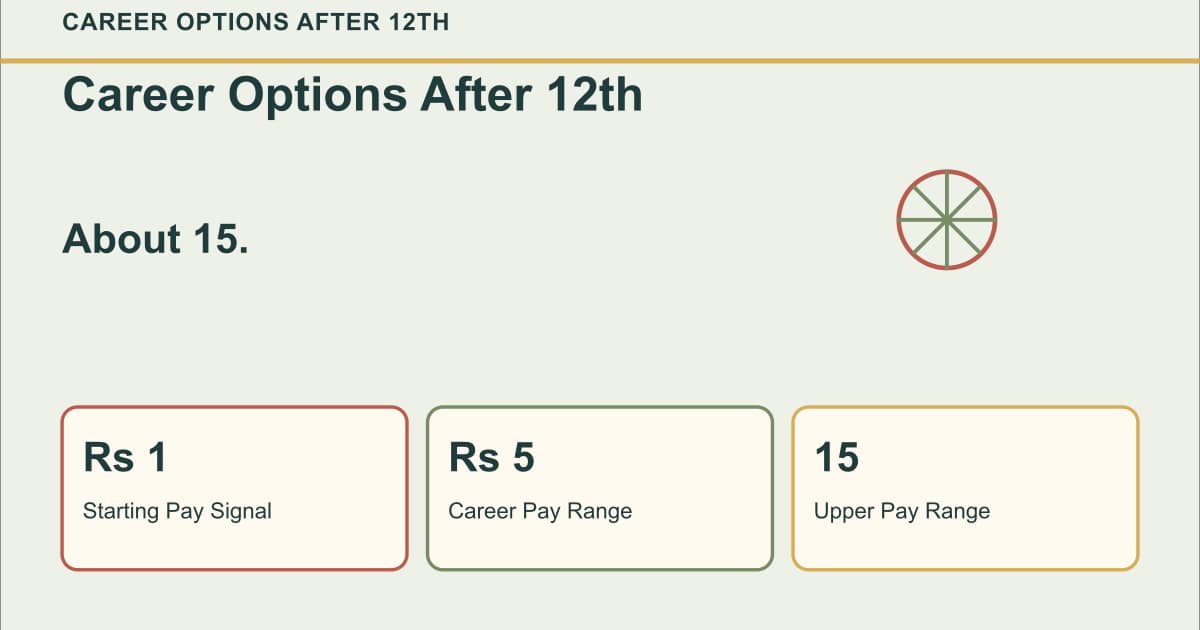 CAREER OPTIONS AFTER 12TH
Career Options After 12th
About 15.
Rs 1
Starting Pay Signal
Rs 5
Career Pay Range
15
Upper Pay Range